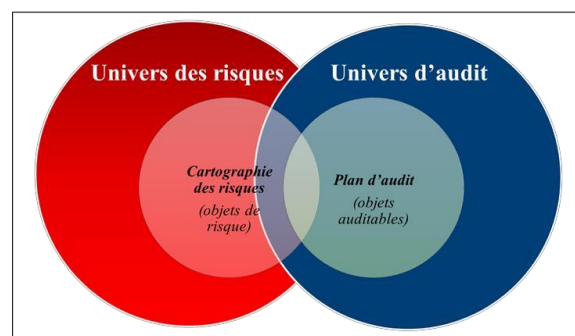 Univers des risques
Univers d’audit
Cartographie
des risques
(objets de
risque)
Plan d’audit
(objets
auditables)